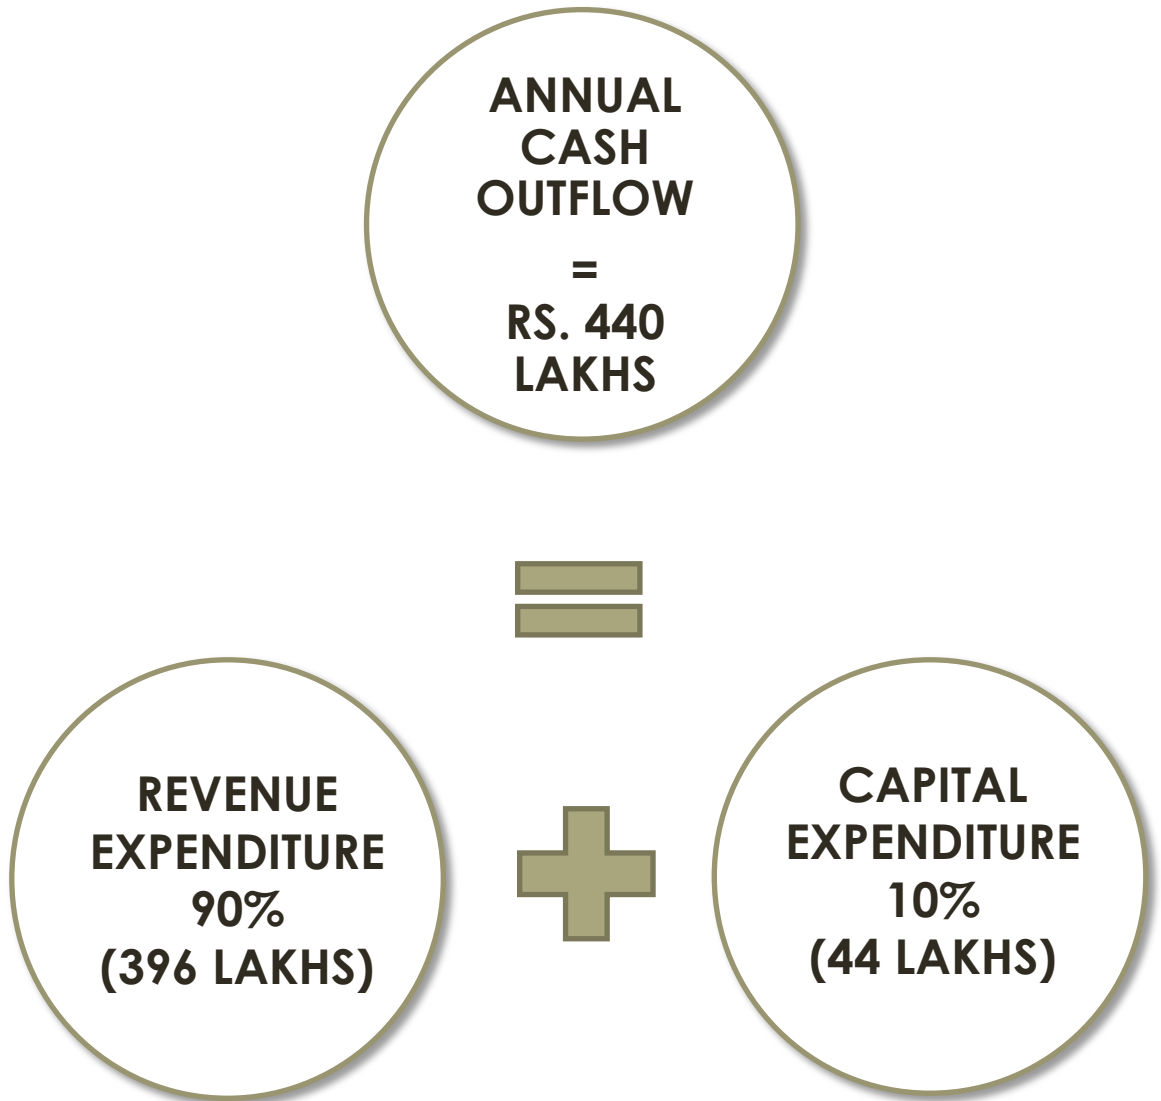 ANNUAL
CASH
OUTFLOW
=
RS. 440
LAKHS
REVENUE
EXPENDITURE
90%
(396 LAKHS)
CAPITAL
EXPENDITURE
10%
(44 LAKHS)